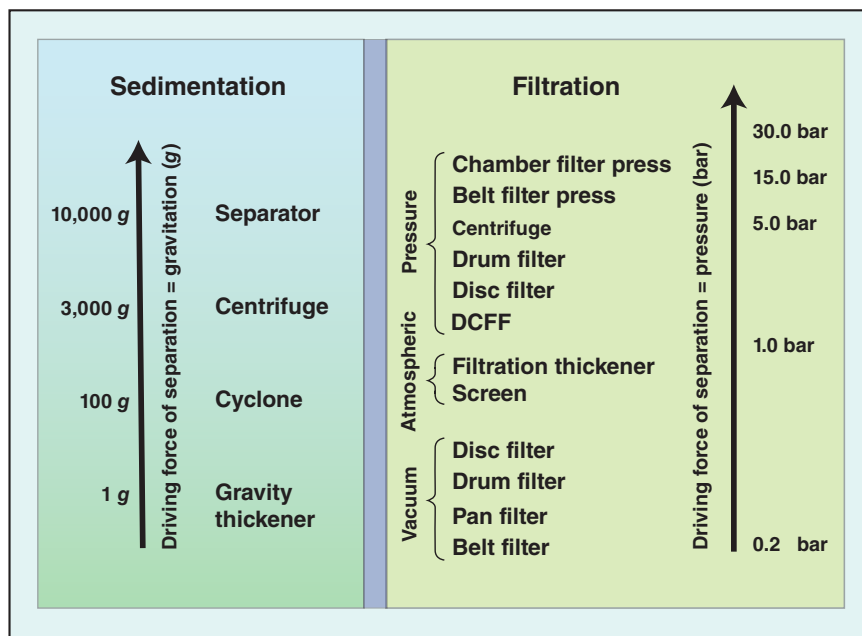 Sedimentation
Driving force of separation = gravitation (g)
10,000 g Separator
3,000 g Centrifuge
100 g Cyclone
1 g Gravity
thickener
Filtration
Pressure
Chamber filter press
Belt filter press
Centrifuge
Drum filter
Disc filter
DCFF
Atmospheric
Filtration thickener
Screen
Vacuum
Disc filter
Drum filter
Pan filter
Belt filter
Driving force of separation = pressure (bar)
30.0 bar
15.0 bar
5.0 bar
1.0 bar
0.2 bar